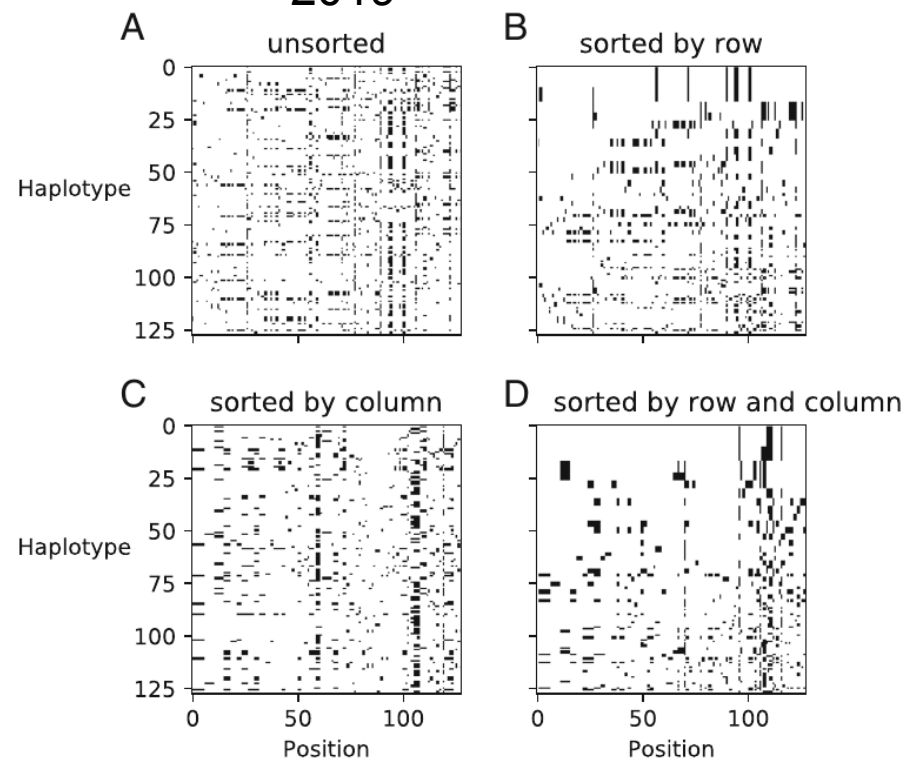 A
unsorted
0
25
50
75
100
125
Haplotype
B
sorted by row
C
sorted by column
0
25
50
75
100
125
Haplotype
0 50 100
Position
D
sorted by row and column
0 50 100
Position